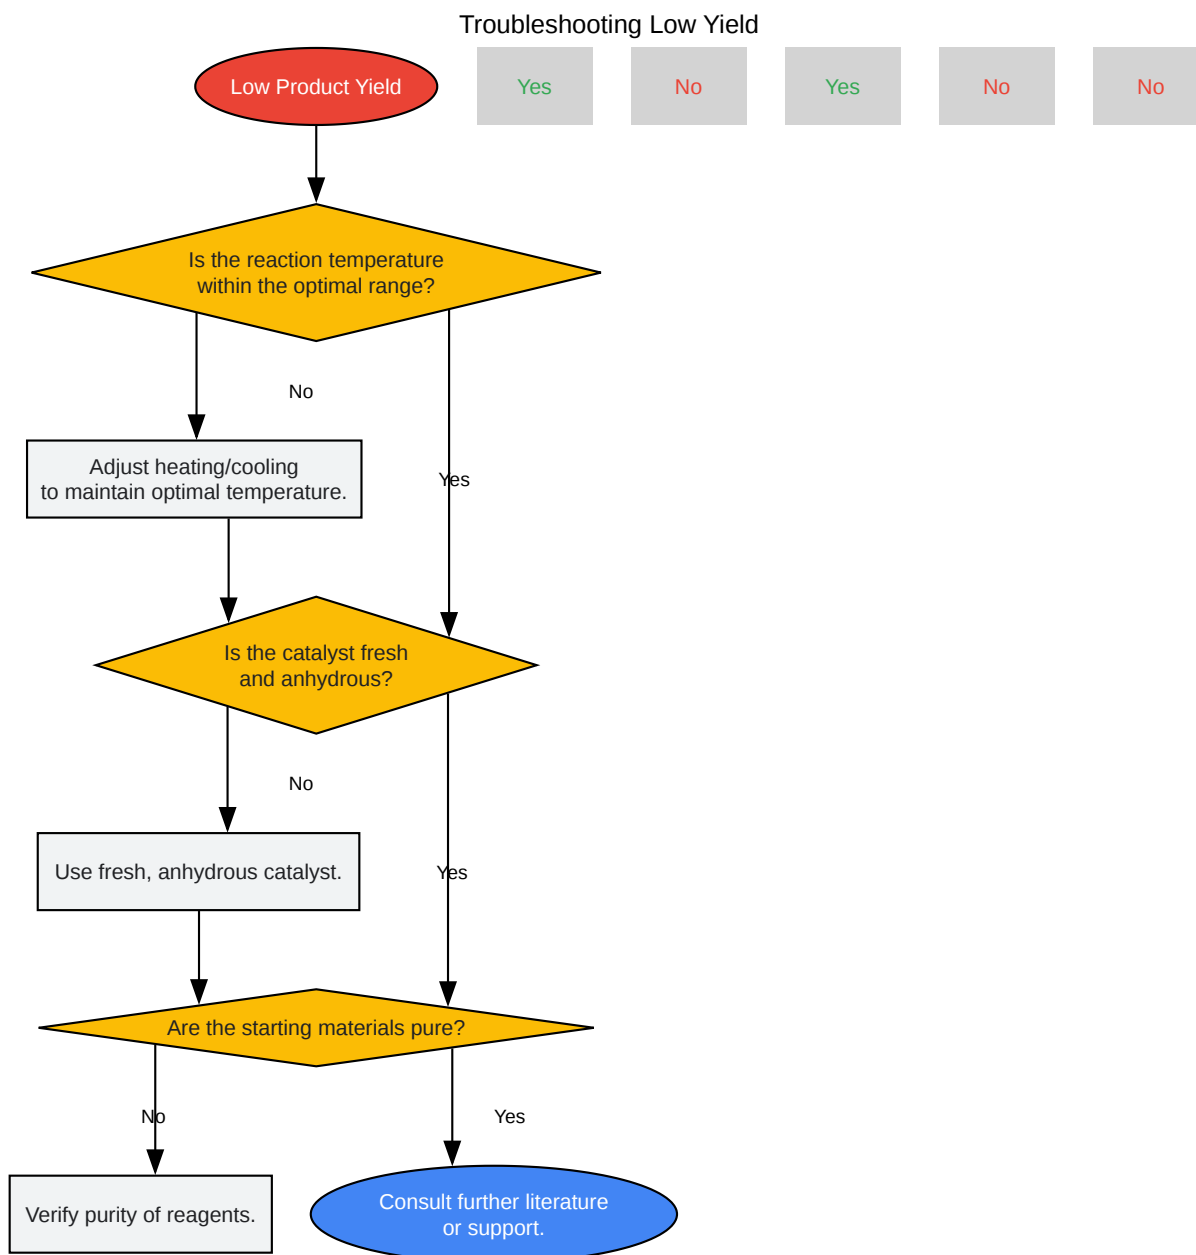 Troubleshooting Low Yield
Low Product Yield
Yes
No
Yes
No
No
Is the reaction temperature
within the optimal range?
No
Adjust heating/cooling
to maintain optimal temperature.
Yes
Is the catalyst fresh
and anhydrous?
No
Use fresh, anhydrous catalyst.
Yes
Are the starting materials pure?
No
Yes
Verify purity of reagents.
Consult further literature
or support.